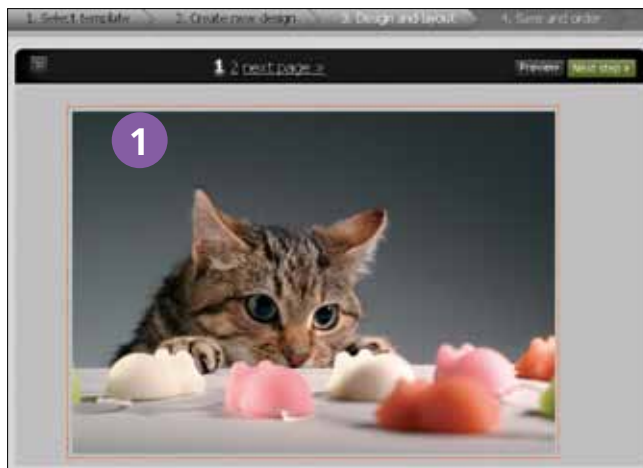 1. Select template 2. Create new design 3. Design and layout 4. Save and order
1 2 next page » Preview Next step »
1